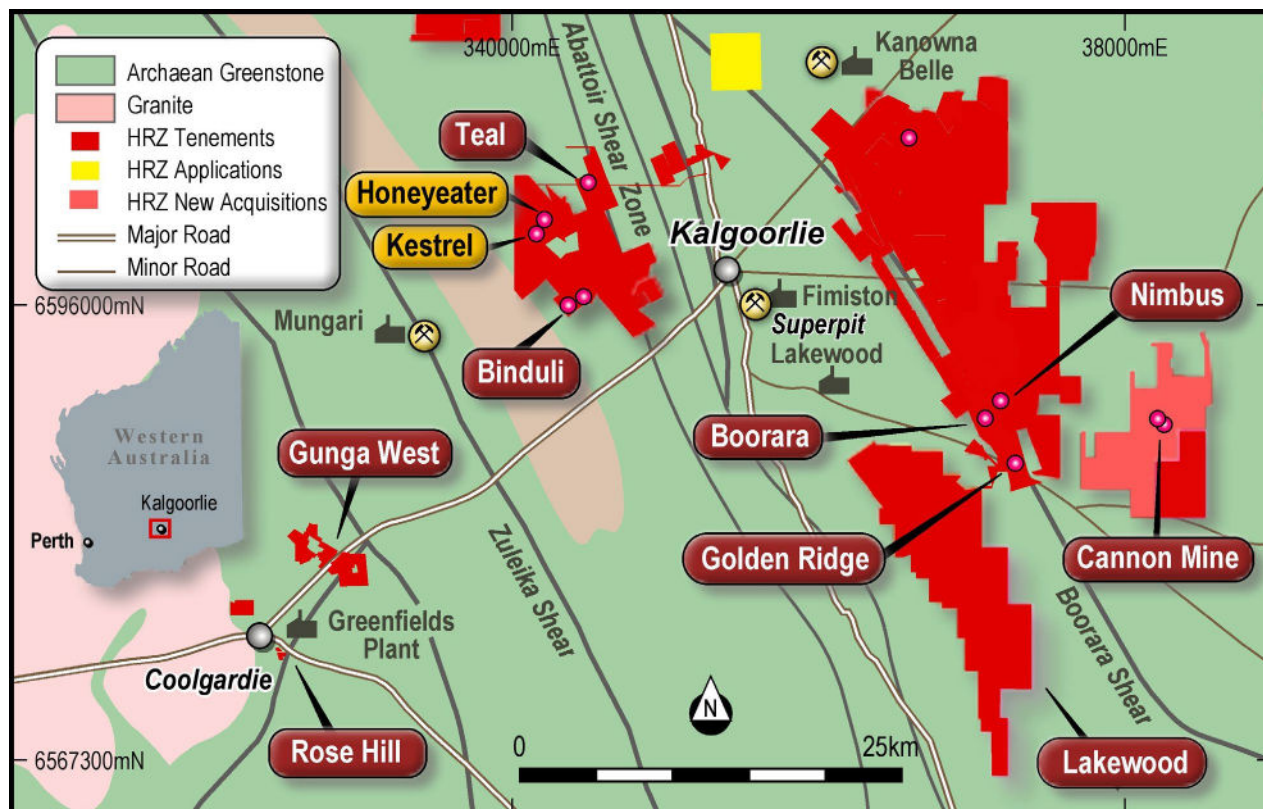 340000mE
38000mE
Archaean Greenstone
Granite
HRZ Tenements
HRZ Applications
HRZ New Acquisitions
Major Road
Minor Road
Abattoir Shear Zone
Kanowna
Belle
Teal
Honeyeater
Kestrel
Kalgoorlie
6596000mN
Mungari
Fimiston
Superpit
Lakewood
Nimbus
Binduli
Western
Australia
Kalgoorlie
Perth
Gunga West
Boorara
Zuleika Shear
Golden Ridge
Cannon Mine
Boorara Shear
Greenfields
Plant
Coolgardie
Rose Hill
N
0
25km
Lakewood
6567300mN